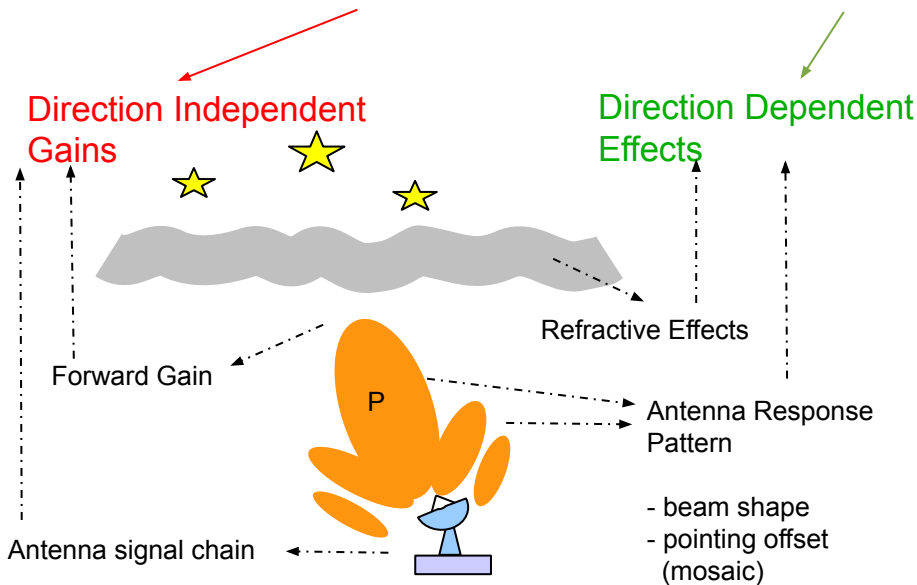 Direction Independent
Gains
Direction Dependent
Effects
Refractive Effects
Forward Gain
P
Antenna Response
Pattern
- beam shape
- pointing offset
(mosaic)
Antenna signal chain